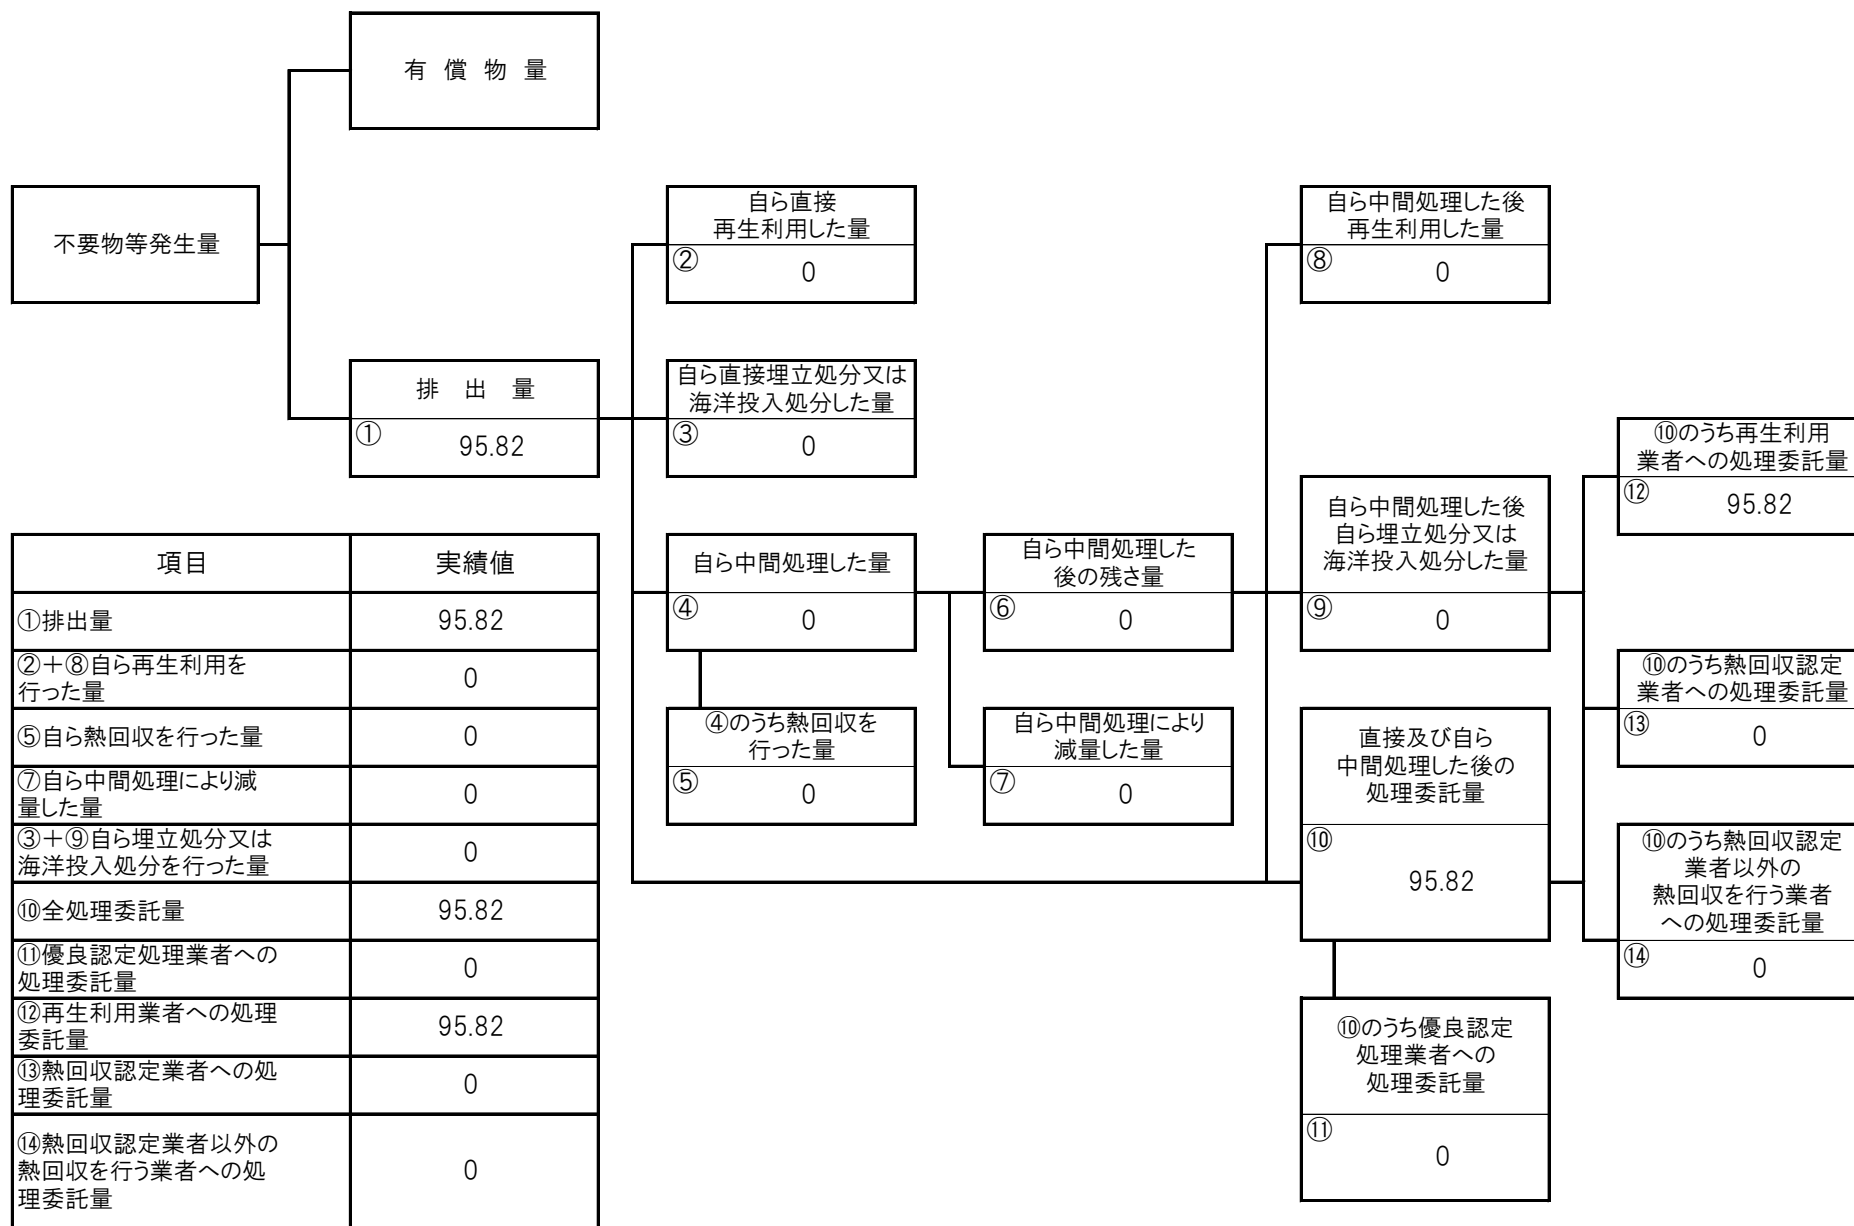 有 償 物 量
不要物等発生量
排 出 量
① 95.82
自ら直接
再生利用した量
② 0
自ら直接埋立処分又は
海洋投入処分した量
③ 0
自ら中間処理した量
④ 0
④のうち熱回収を
行った量
⑤ 0
自ら中間処理した
後の残さ量
⑥ 0
自ら中間処理により
減量した量
⑦ 0
自ら中間処理した後
再生利用した量
⑧ 0
自ら中間処理した後
自ら埋立処分又は
海洋投入処分した量
⑨ 0
直接及び自ら
中間処理した後の
処理委託量
⑩
95.82
⑩のうち優良認定
処理業者への
処理委託量
⑪
0
⑩のうち再生利用
業者への処理委託量
⑫ 95.82
⑩のうち熱回収認定
業者への処理委託量
⑬ 0
⑩のうち熱回収認定
業者以外の
熱回収を行う業者
への処理委託量
⑭ 0
項目 実績値
①排出量 95.82
②+⑧自ら再生利用を
行った量 0
⑤自ら熱回収を行った量 0
⑦自ら中間処理により減
量した量 0
③+⑨自ら埋立処分又は
海洋投入処分を行った量 0
⑩全処理委託量 95.82
⑪優良認定処理業者への
処理委託量 0
⑫再生利用業者への処理
委託量 95.82
⑬熱回収認定業者への処
理委託量 0
⑭熱回収認定業者以外の
熱回収を行う業者への処
理委託量 0